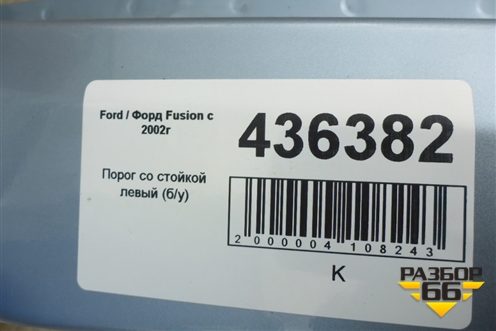 Ford / Форд Fusion с
2002г
436382
Порог со стойкой
левый (б/у)
2 000004 108243
К
РАЗБОР
66